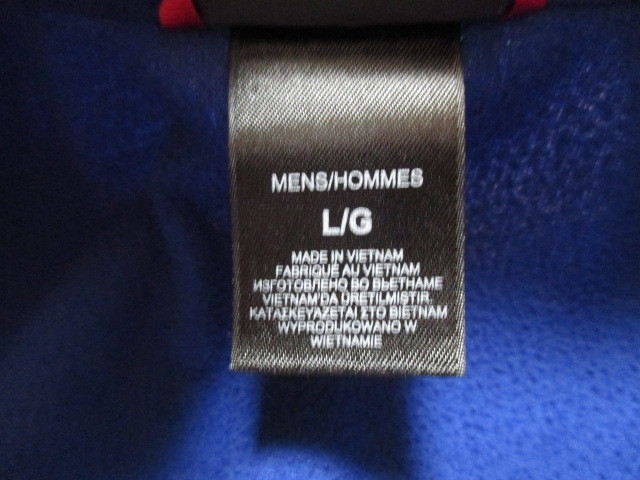 MENS/HOMMES
L/G
MADE IN VIETNAM
FABRIQUÉ AU VIETNAM
ИЗГОТОВЛЕНО ВО ВЬЕТНАМЕ
VIETNAM'DA ÜRETILMIŞTIR.
ΚΑΤΑΣΚΕΥΑΖΕΤΑΙ ΣΤΟ ΒΙΕΤΝΑΜ
WYPRODUKOWANO W
WIETNAMIE